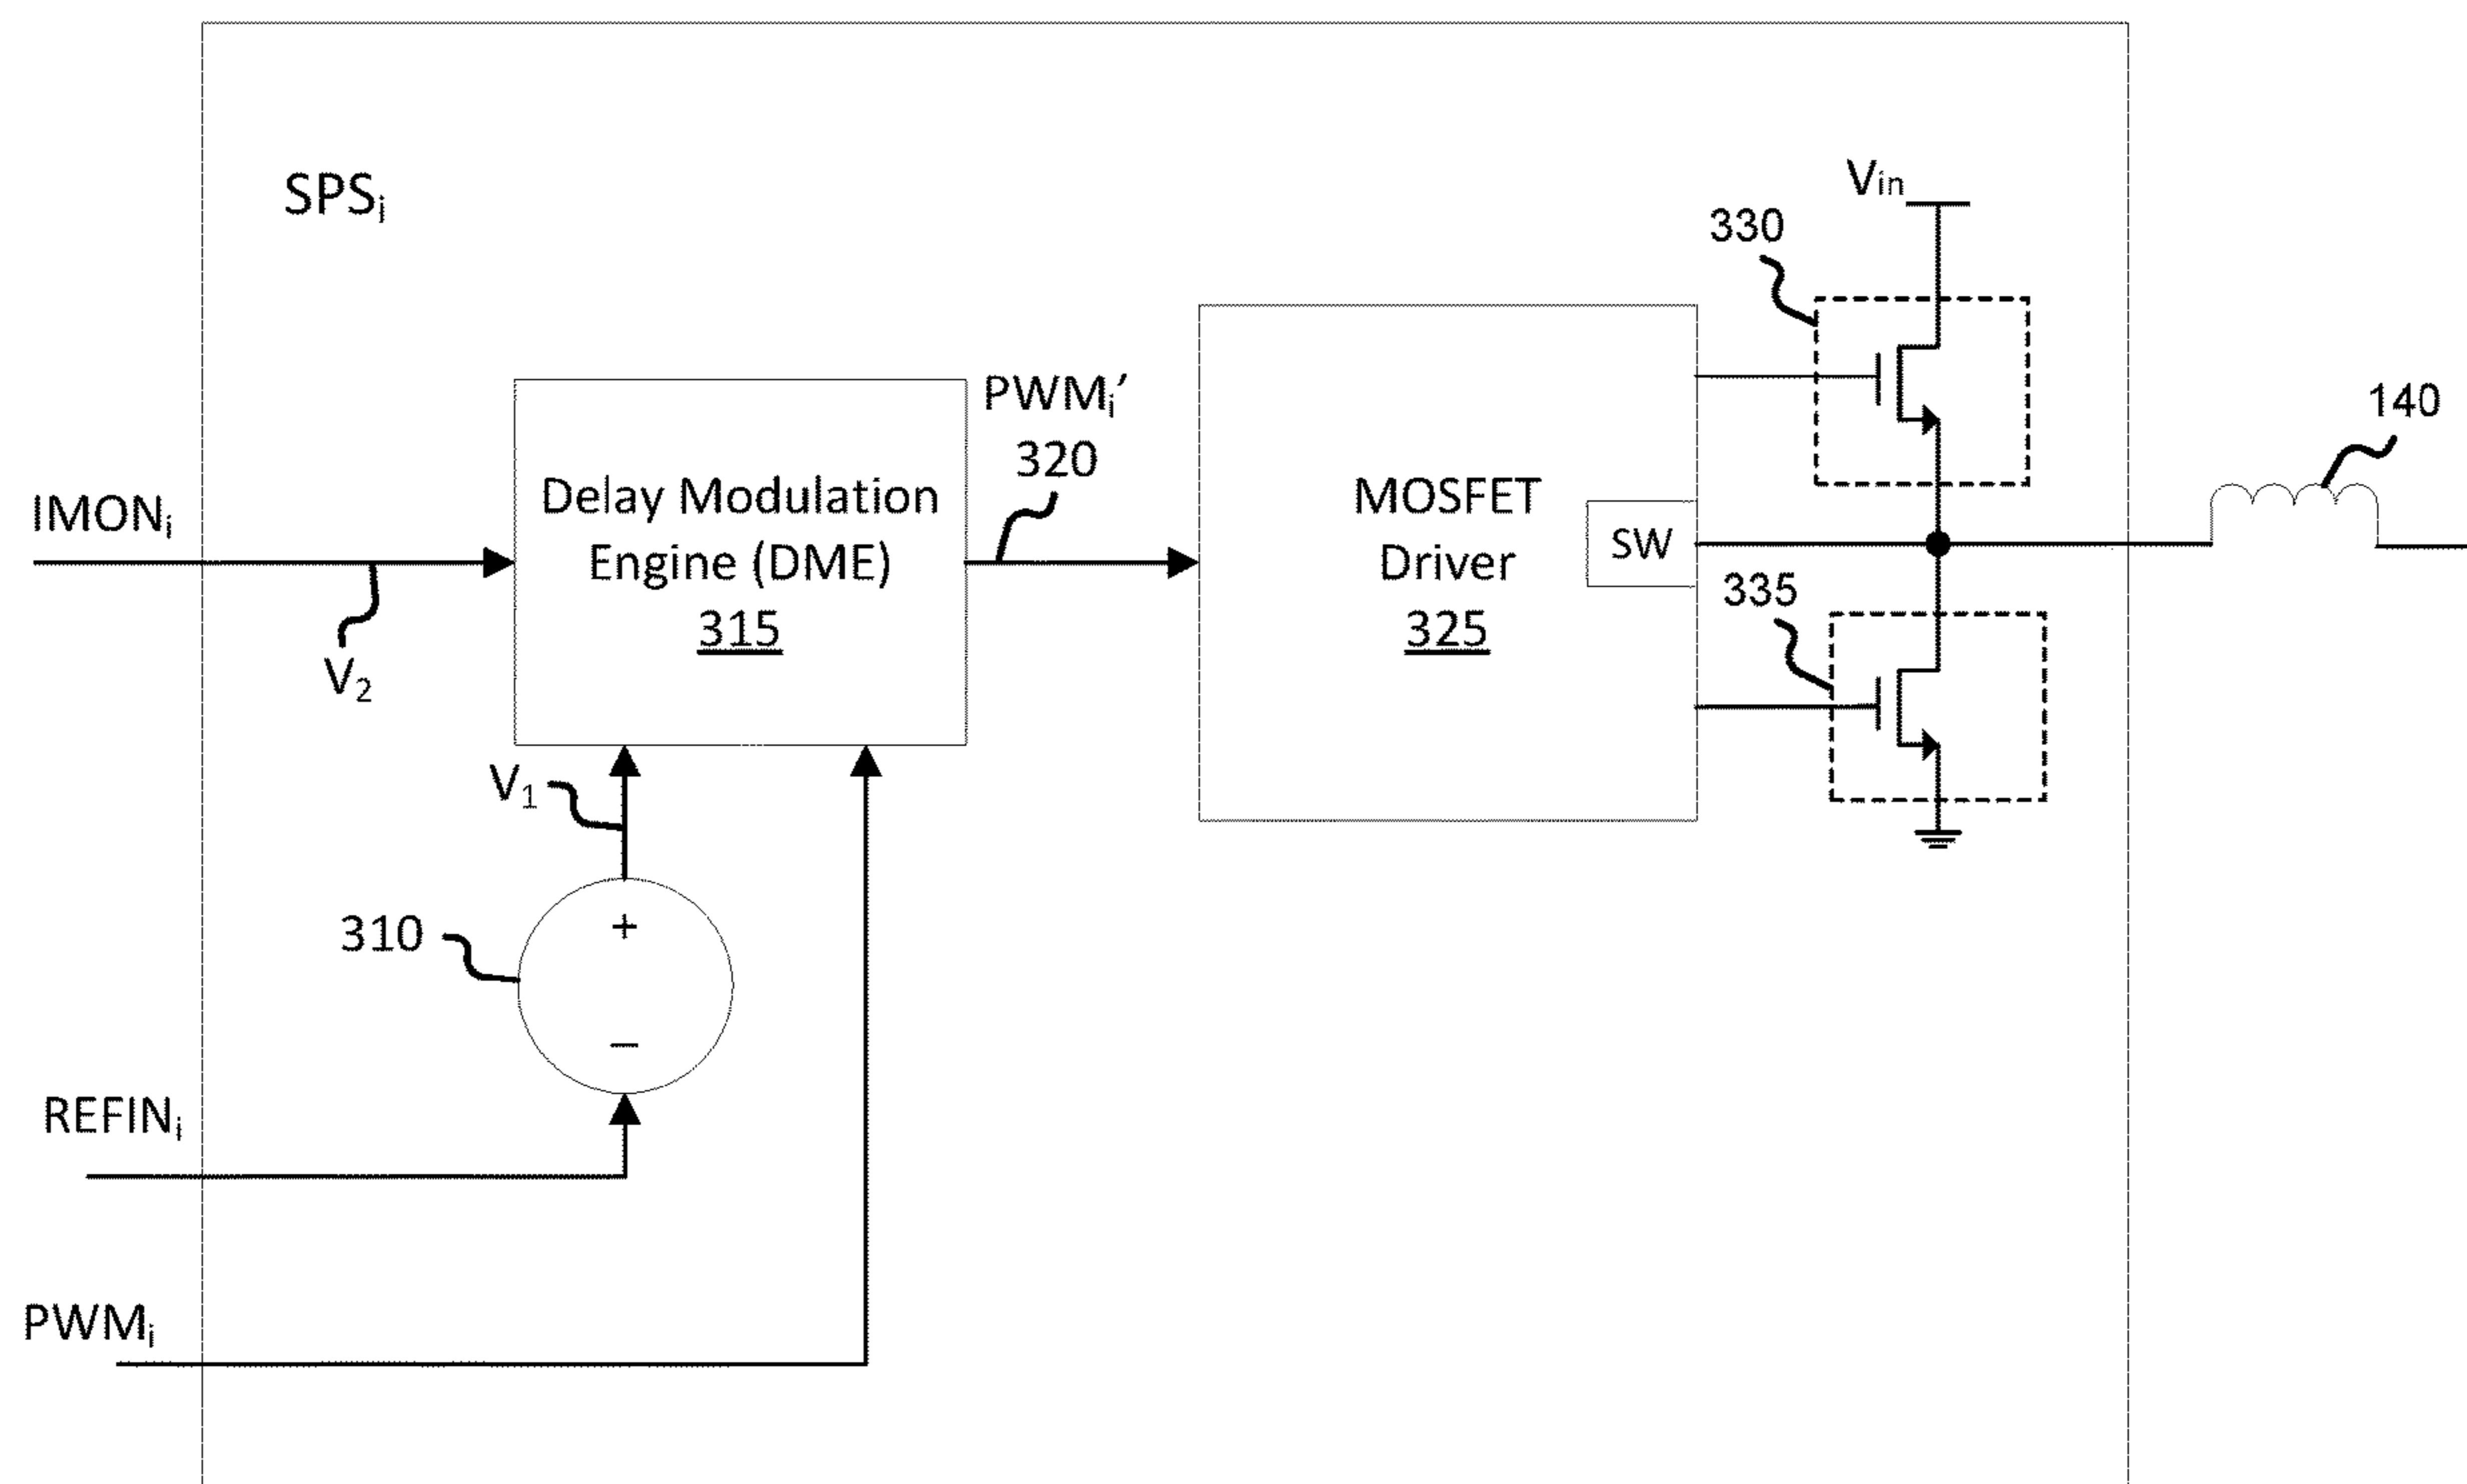 SPSi
Vin
330
PWMi’
320
140
IMONi
Delay Modulation
Engine (DME)
315
MOSFET
Driver
325
SW
335
V2
V1
310
+
–
REFINi
PWMi